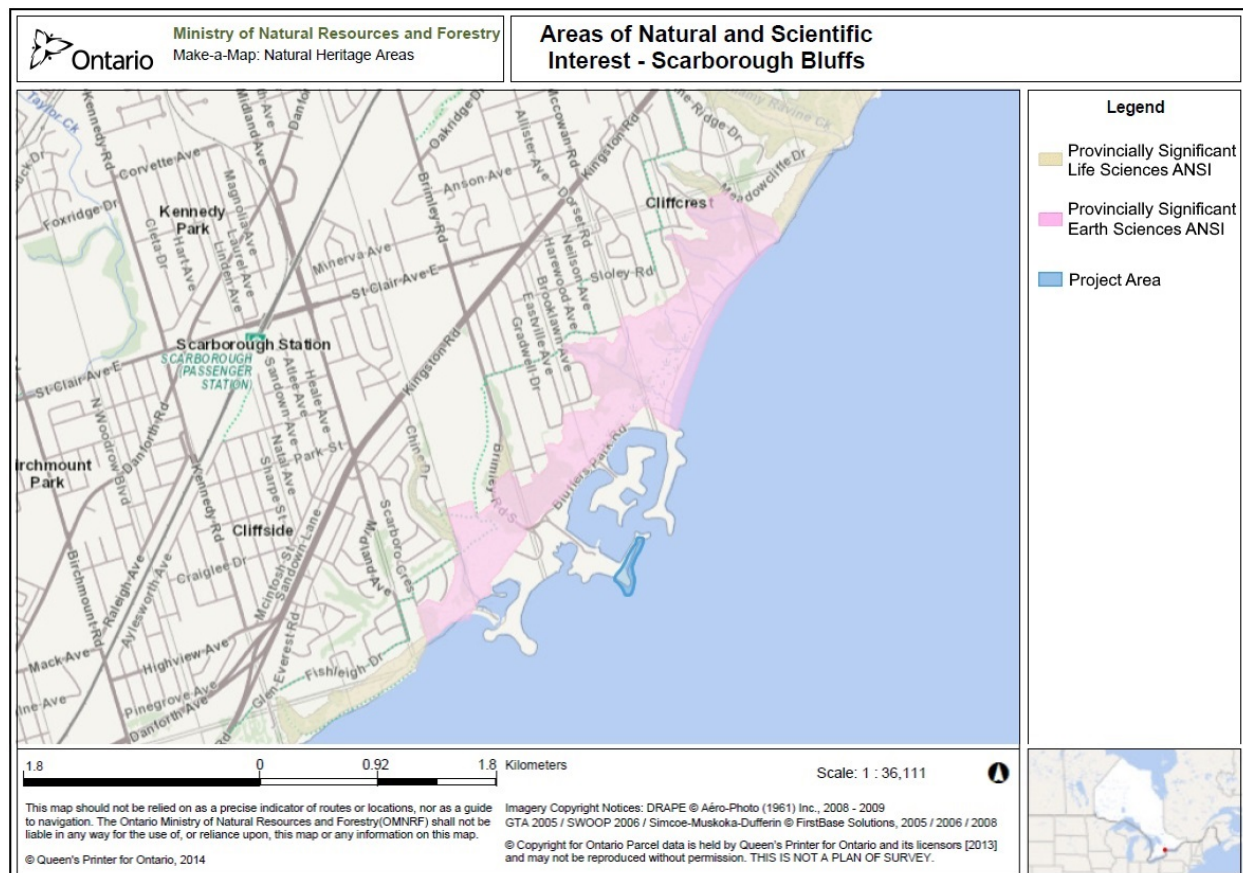 Ontario
Ministry of Natural Resources and Forestry
Make-a-Map: Natural Heritage Areas
Areas of Natural and Scientific
Interest - Scarborough Bluffs
Legend
Provincially Significant
Life Sciences ANSI
Provincially Significant
Earth Sciences ANSI
Project Area
Taylor Ck
Kennedy Rd
Midland Ave
Oakridge Dr
Mccowan Rd
Kingston Rd
Corvette Ave
Allister Ave
Anson Ave
Brimley Rd
Meadowcliffe Dr
Foxridge Dr
Kennedy
Park
Magnolia Ave
Laurel Ave
Linden Ave
Hart Ave
Cleta Dr
Cliffcrest
Dorset Rd
Neilson Ave
Harewood Ave
Brooklawn Ave
Eastville Ave
Gradwell Dr
Sloley Rd
Minerva Ave
St Clair Ave E
Scarborough Station
SCARBOROUGH
(PASSENGER
STATION)
St Clair Ave E
Kingston Rd
Heale Ave
Atlee Ave
Sandown Ave
Natal Ave
Sharpe St
Park St
N Woodrow Blvd
Danforth Rd
Kennedy Rd
Birchmount Rd
Park
Chine Dr
Brimley Rd S
Bluffers Park Rd
Scarboro Cres
Midland Ave
Cliffside
Sandown Lane
Mcintosh St
Craiglee Dr
Raleigh Ave
Aylesworth Ave
Mack Ave
Highview Ave
Glen Everest Rd
Fishleigh Dr
Pinegrove Ave
Danforth Ave
1.8 0 0.92 1.8 Kilometers
Scale: 1 : 36,111
This map should not be relied on as a precise indicator of routes or locations, nor as a guide
to navigation. The Ontario Ministry of Natural Resources and Forestry(OMNRF) shall not be
liable in any way for the use of, or reliance upon, this map or any information on this map.
© Queen's Printer for Ontario, 2014
Imagery Copyright Notices: DRAPE © Aéro-Photo (1961) Inc., 2008 - 2009
GTA 2005 / SWOOP 2006 / Simcoe-Muskoka-Dufferin © FirstBase Solutions, 2005 / 2006 / 2008
© Copyright for Ontario Parcel data is held by Queen's Printer for Ontario and its licensors [2013]
and may not be reproduced without permission. THIS IS NOT A PLAN OF SURVEY.